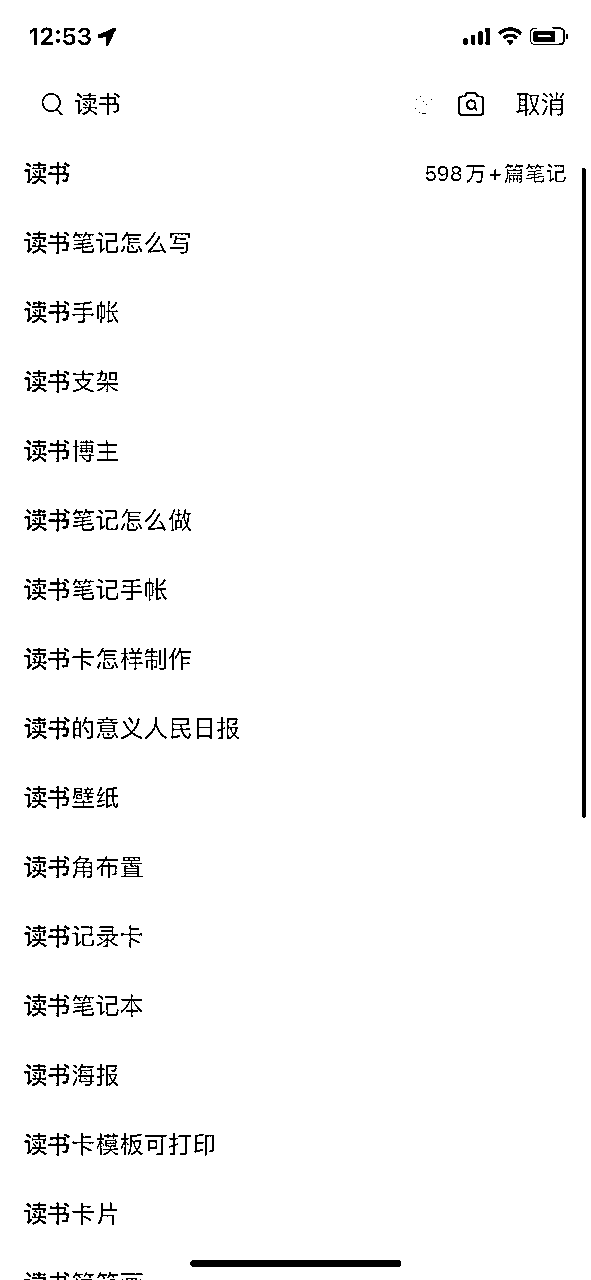 12:53
读书 取消
读书 598万+篇笔记
读书笔记怎么写
读书手帐
读书支架
读书博主
读书笔记怎么做
读书笔记手帐
读书卡怎样制作
读书的意义人民日报
读书壁纸
读书角布置
读书记录卡
读书笔记本
读书海报
读书卡模板可打印
读书卡片